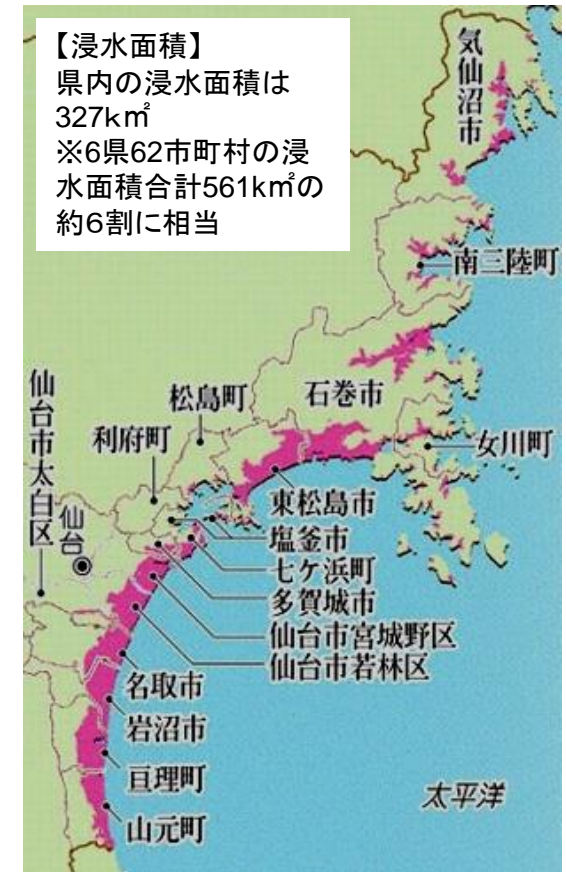 【浸水面積】
県内の浸水面積は
327k㎡
※6県62市町村の浸
水面積合計561k㎡の
約6割に相当
気仙沼市
南三陸町
石巻市
松島町
女川町
利府町
仙台市太白区
仙台
東松島市
塩釜市
七ケ浜町
多賀城市
仙台市宮城野区
仙台市若林区
名取市
岩沼市
亘理町
山元町
太平洋